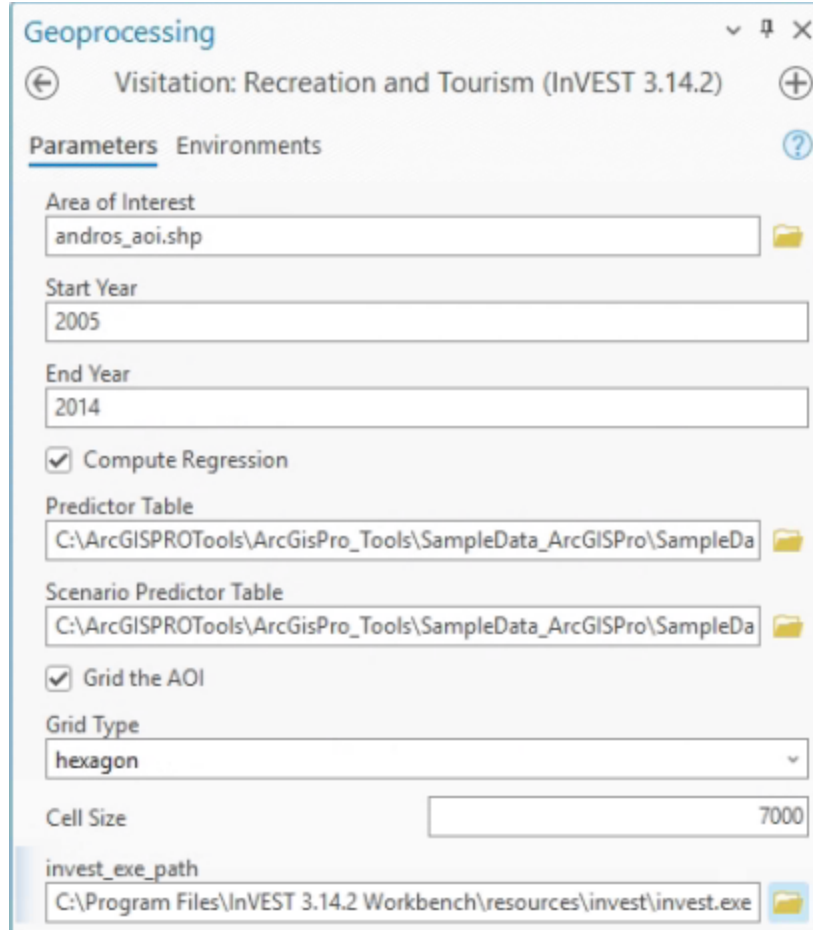 Geoprocessing
Visitation: Recreation and Tourism (InVEST 3.14.2)
Parameters Environments
Area of Interest
andros_aoi.shp
Start Year
2005
End Year
2014
Compute Regression
Predictor Table
C:\ArcGISPROTools\ArcGisPro_Tools\SampleData_ArcGISPro\SampleDa
Scenario Predictor Table
C:\ArcGISPROTools\ArcGisPro_Tools\SampleData_ArcGISPro\SampleDa
Grid the AOI
Grid Type
hexagon
Cell Size 7000
invest_exe_path
C:\Program Files\InVEST 3.14.2 Workbench\resources\invest\invest.exe